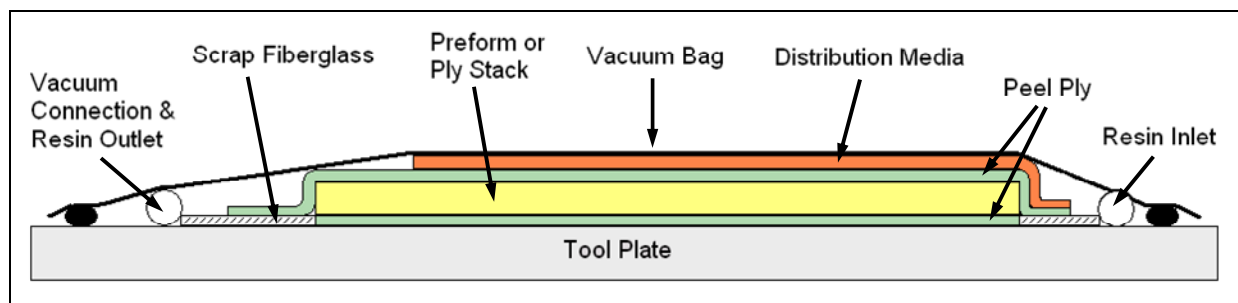 Scrap Fiberglass
Preform or
Ply Stack
Vacuum Bag
Distribution Media
Peel Ply
Vacuum
Connection &
Resin Outlet
Resin Inlet
Tool Plate